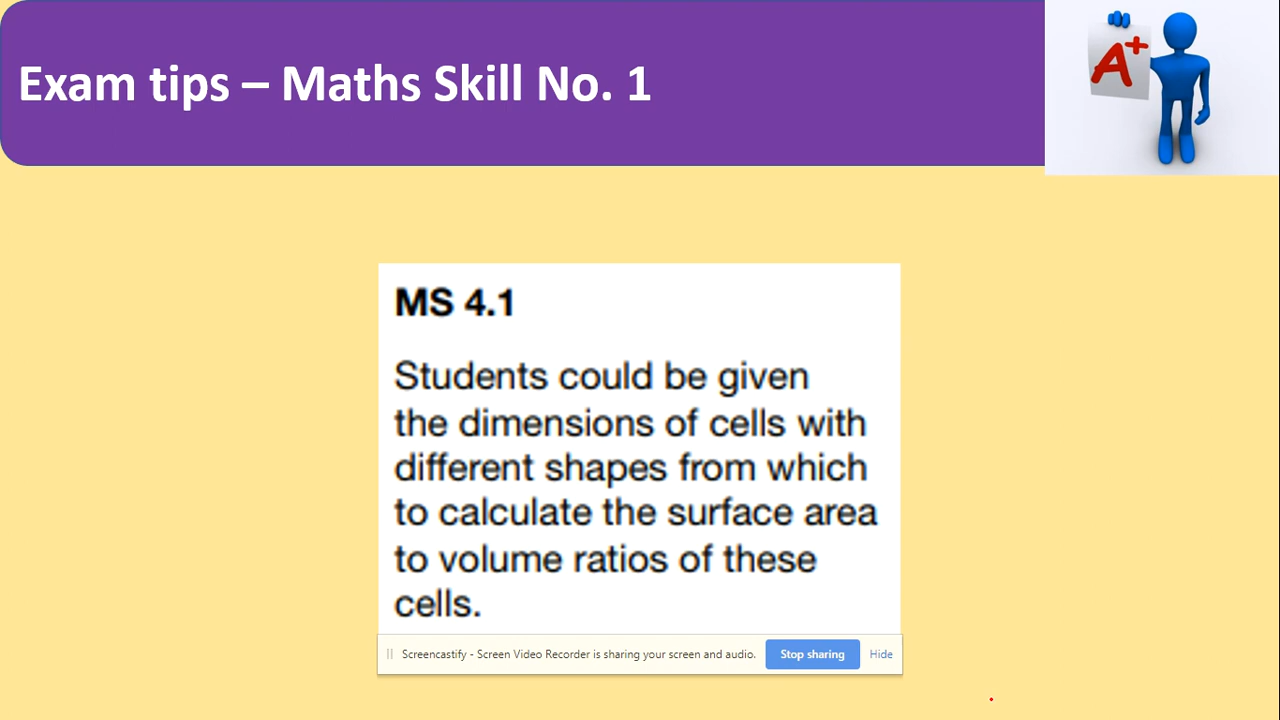 Exam tips – Maths Skill No. 1
A+
MS 4.1
Students could be given
the dimensions of cells with
different shapes from which
to calculate the surface area
to volume ratios of these
cells.
Screencastify - Screen Video Recorder is sharing your screen and audio. Stop sharing Hide